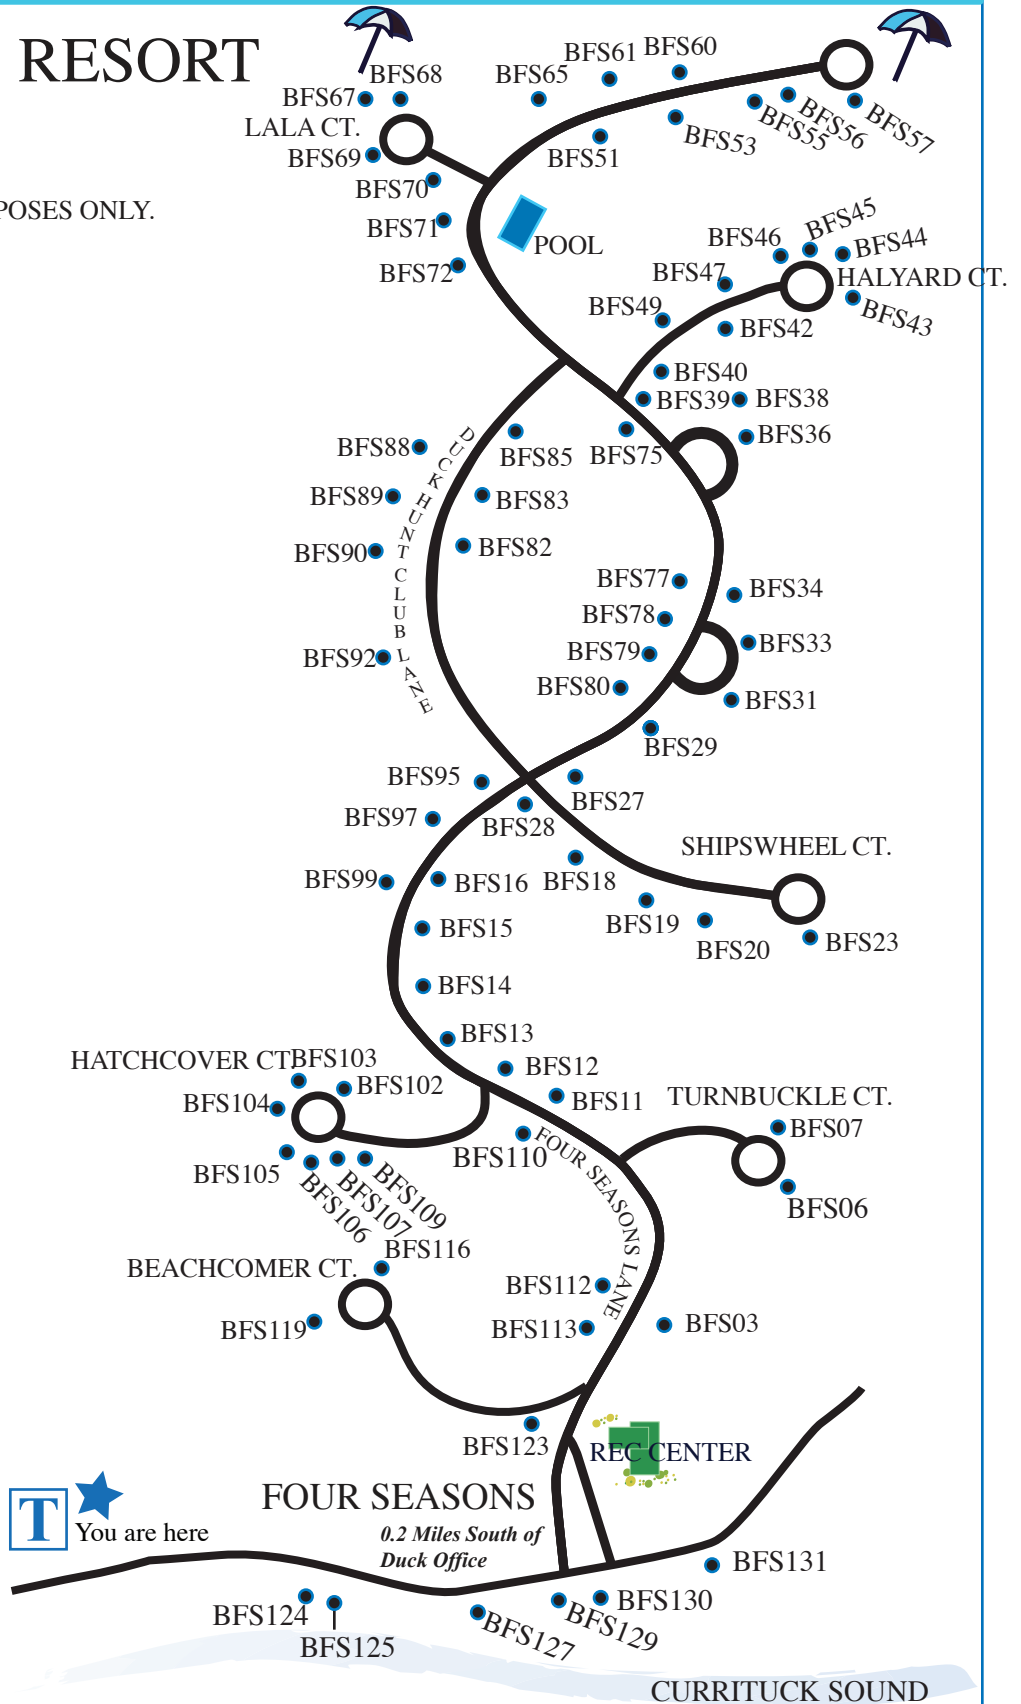 RESORT
BFS61
BFS60
BFS65
BFS68
BFS67
BFS57
BFS56
BFS55
BFS53
LALA CT.
BFS51
BFS69
BFS70
POSES ONLY.
BFS71
POOL
BFS72
BFS45
BFS46
BFS44
BFS47
HALYARD CT.
BFS49
BFS43
BFS42
BFS40
BFS39
BFS38
BFS36
BFS88
BFS85
BFS75
DUCK HUNT CLUB LANE
BFS89
BFS83
BFS90
BFS82
BFS77
BFS34
BFS78
BFS33
BFS79
BFS92
BFS80
BFS31
BFS29
BFS95
BFS27
BFS97
BFS28
SHIPSWHEEL CT.
BFS99
BFS16
BFS18
BFS19
BFS15
BFS20
BFS23
BFS14
BFS13
HATCHCOVER CT.
BFS103
BFS12
BFS102
BFS104
BFS11
TURNBUCKLE CT.
BFS07
BFS110
FOUR SEASONS LANE
BFS105
BFS106
BFS107
BFS109
BFS06
BFS116
BEACHCOMER CT.
BFS112
BFS119
BFS113
BFS03
BFS123
REC CENTER
FOUR SEASONS
T
You are here
0.2 Miles South of
Duck Office
BFS131
BFS124
BFS130
BFS125
BFS127
BFS129
CURRITUCK SOUND